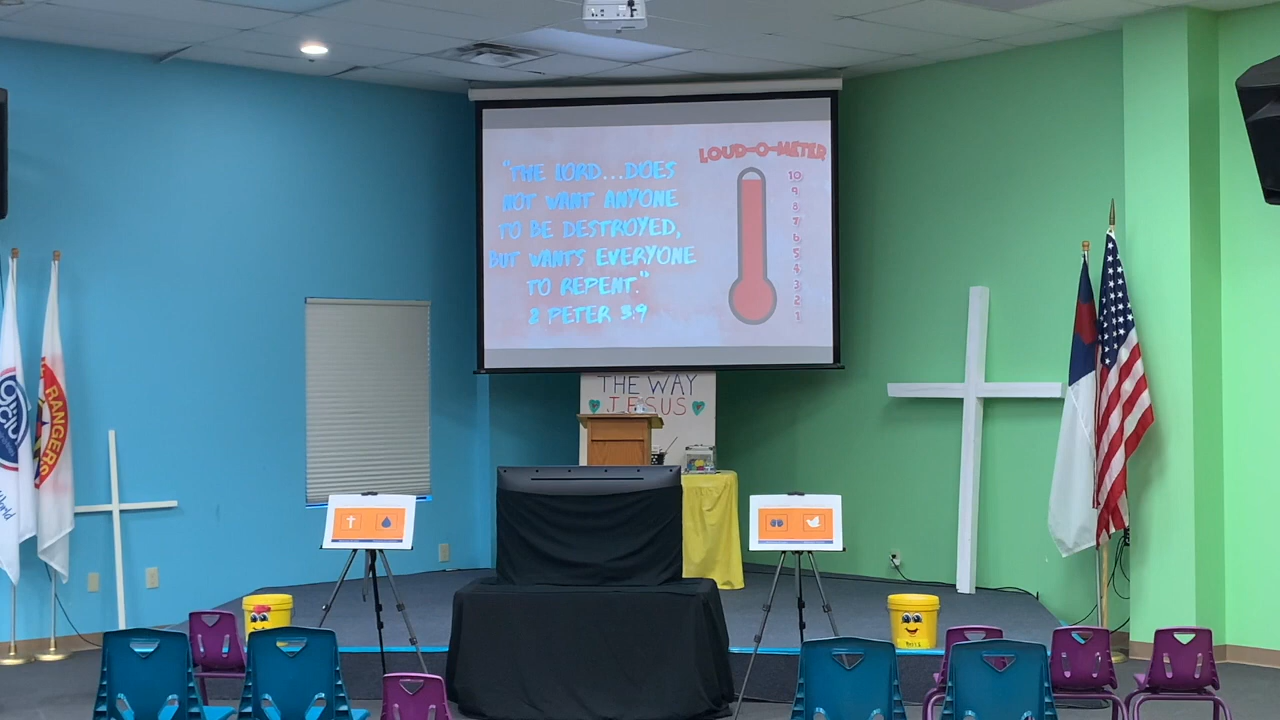 "THE LORD...DOES
NOT WANT ANYONE
TO BE DESTROYED,
BUT WANTS EVERYONE
TO REPENT."
2 PETER 3:9
LOUD-O-METER
10
9
8
7
6
5
4
3
2
1
THE WAY
JESUS
RANGERS
World